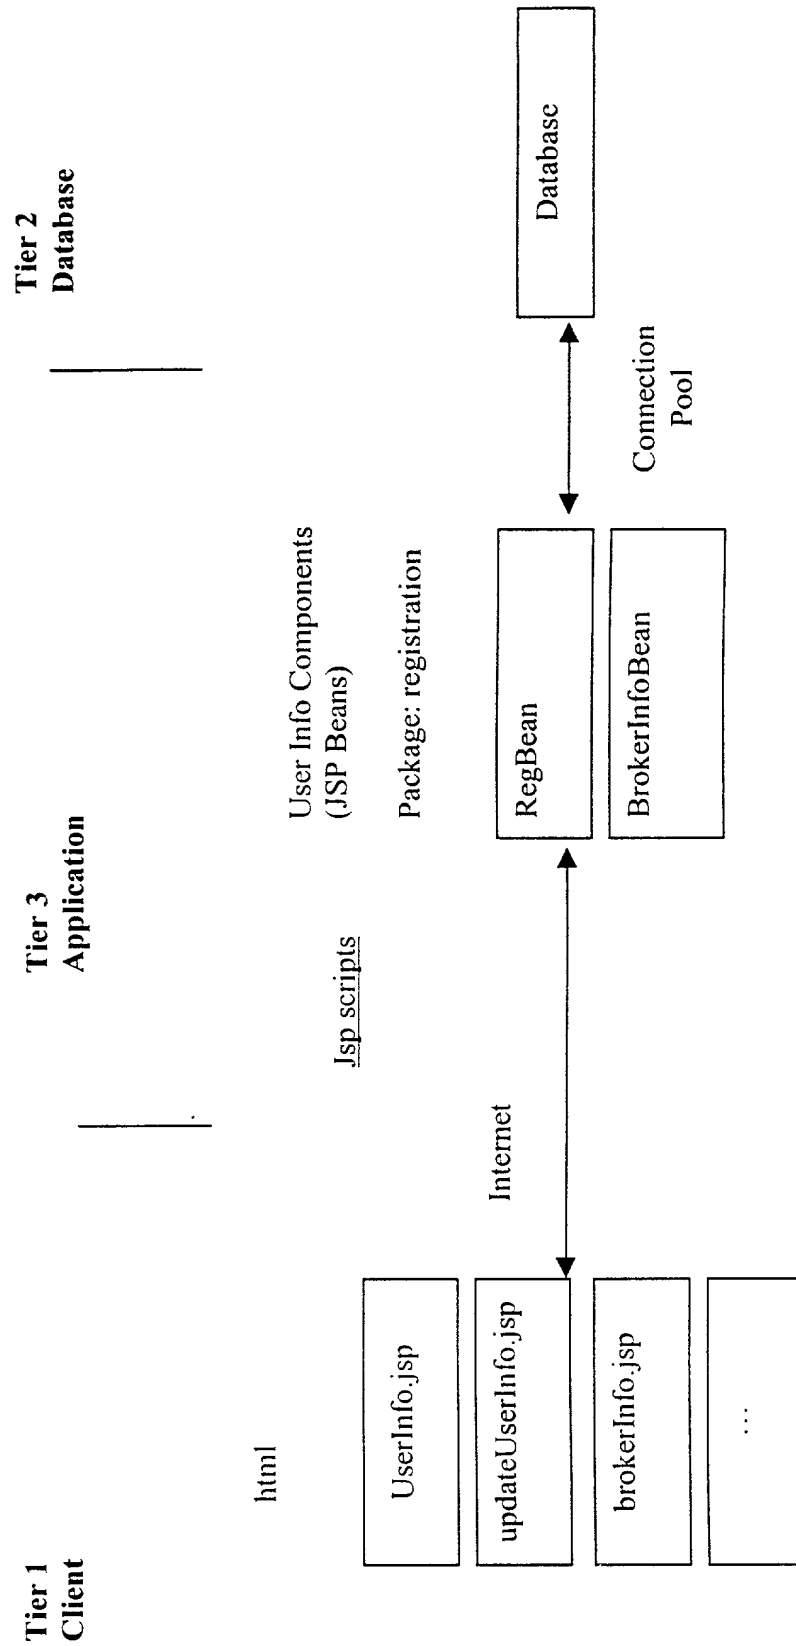 Tier 1
Client
Tier 3
Application
Tier 2
Database
html
Jsp scripts
User Info Components
(JSP Beans)
Package: registration
UserInfo.jsp
updateUserInfo.jsp
brokerInfo.jsp
...
Internet
RegBean
BrokerInfoBean
Connection
Pool
Database